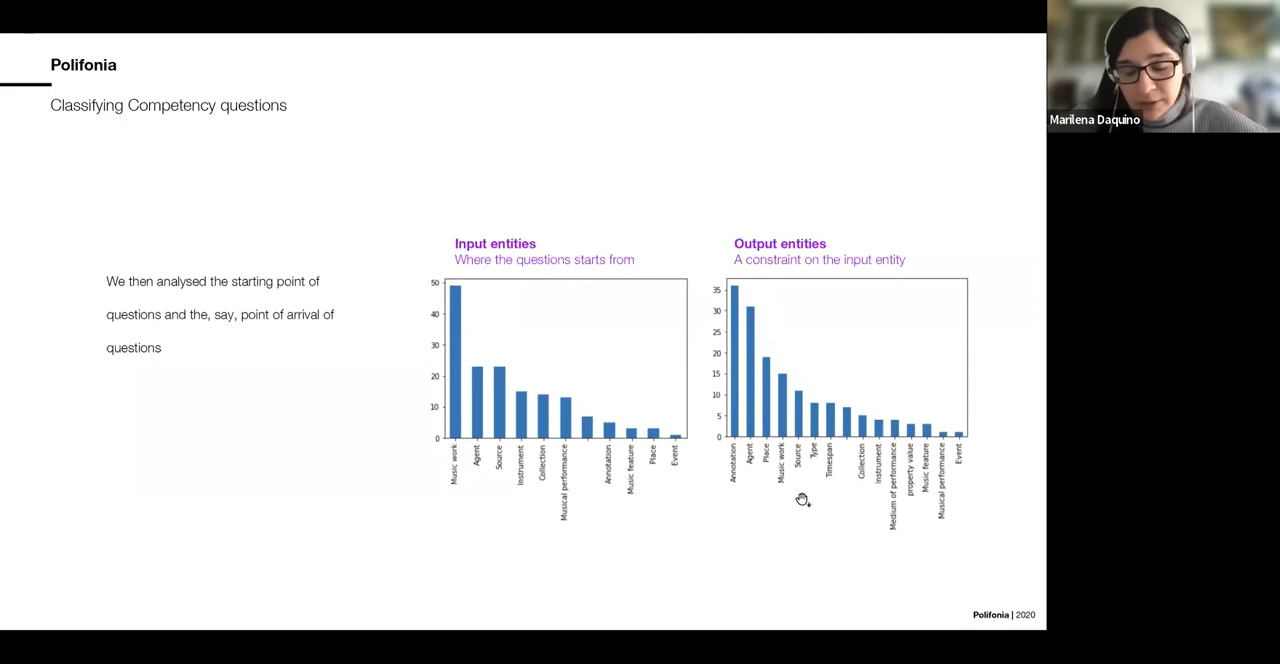 Polifonia
Classifying Competency questions
Marilena Daquino
We then analysed the starting point of
questions and the, say, point of arrival of
questions
Input entities
Where the questions starts from
50
40
30
20
10
0
Music work
Agent
Source
Instrument
Collection
Musical performance
Annotation
Music feature
Place
Event
Output entities
A constraint on the input entity
35
30
25
20
15
10
5
0
Annotation
Agent
Place
Music work
Source
Type
Timespan
Collection
Instrument
Medium of performance
property value
Music feature
Musical performance
Event
Polifonia | 2020